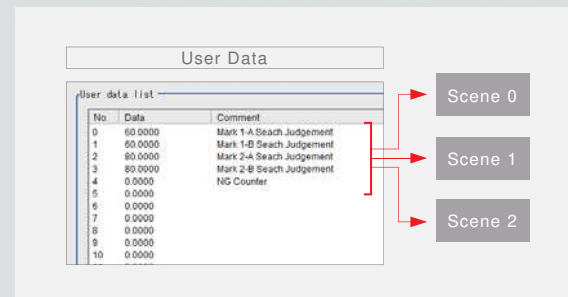 User Data
User data list
No. Data Comment
0 60.0000 Mark 1-A Seach Judgement
1 60.0000 Mark 1-B Seach Judgement
2 80.0000 Mark 2-A Seach Judgement
3 80.0000 Mark 2-B Seach Judgement
4 0.0000 NG Counter
5 0.0000
6 0.0000
7 0.0000
8 0.0000
9 0.0000
10 0.0000
Scene 0
Scene 1
Scene 2